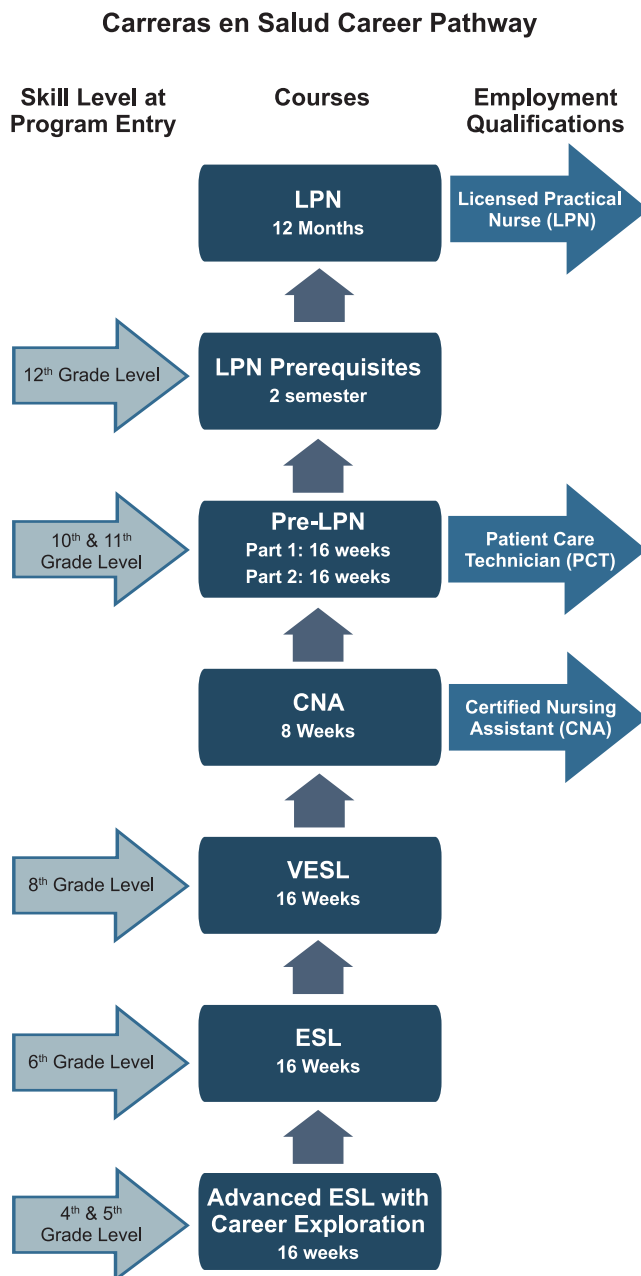 Carreras en Salud Career Pathway
Skill Level at
Program Entry
Courses
Employment
Qualifications
LPN
12 Months
Licensed Practical
Nurse (LPN)
12th Grade Level
LPN Prerequisites
2 semester
10th & 11th
Grade Level
Pre-LPN
Part 1: 16 weeks
Part 2: 16 weeks
Patient Care
Technician (PCT)
CNA
8 Weeks
Certified Nursing
Assistant (CNA)
8th Grade Level
VESL
16 Weeks
6th Grade Level
ESL
16 Weeks
4th & 5th
Grade Level
Advanced ESL with
Career Exploration
16 weeks